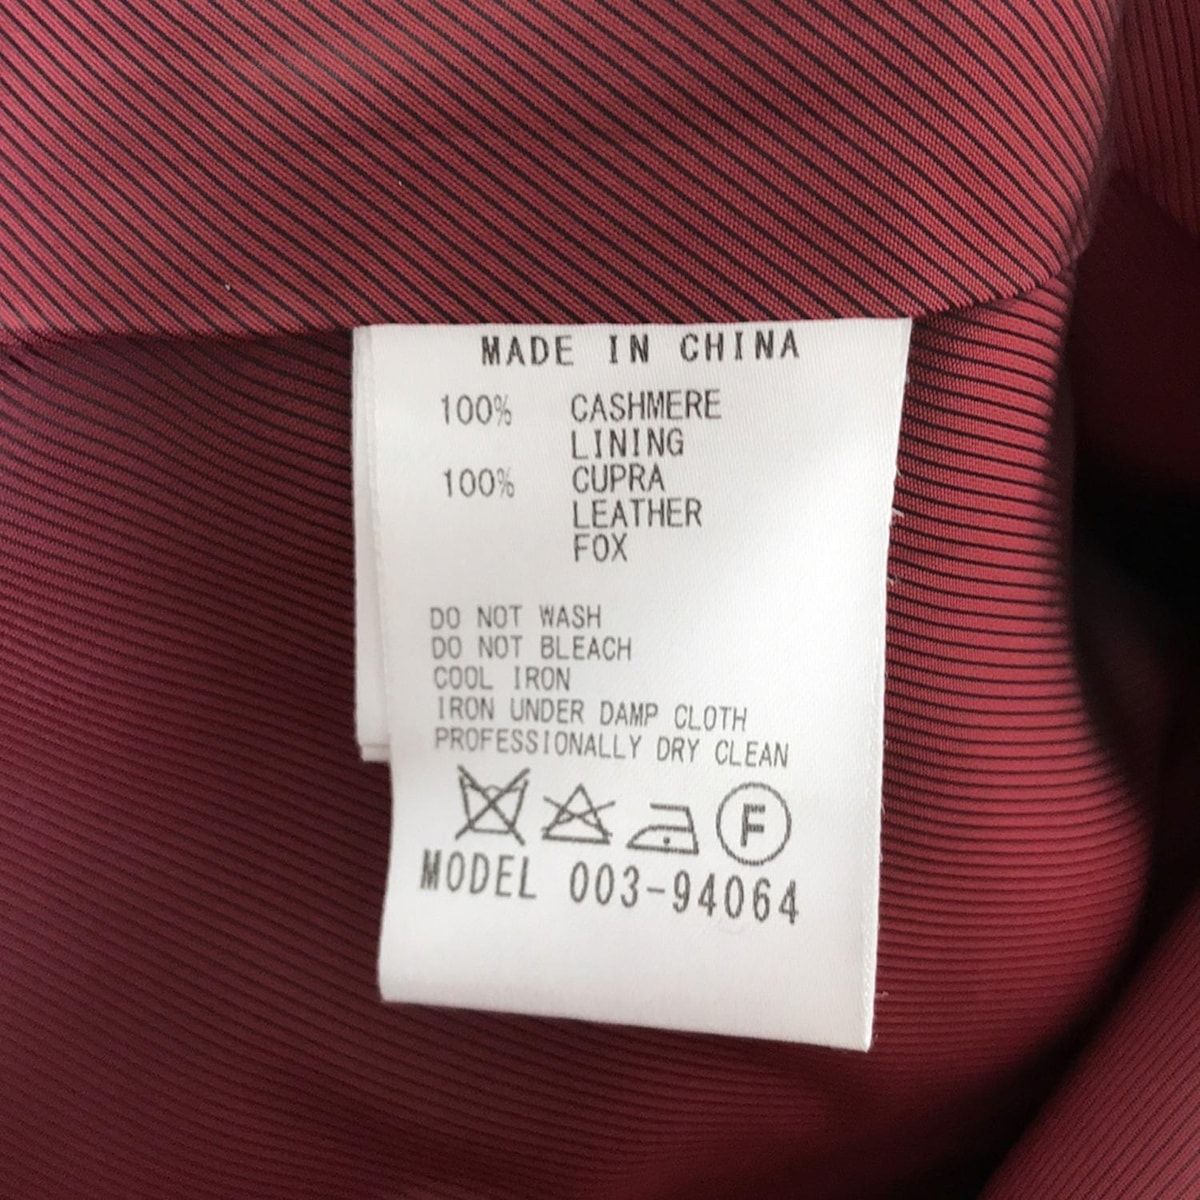 MADE IN CHINA
100% CASHMERE
LINING
100% CUPRA
LEATHER
FOX
DO NOT WASH
DO NOT BLEACH
COOL IRON
IRON UNDER DAMP CLOTH
PROFESSIONALLY DRY CLEAN
F
MODEL 003-94064